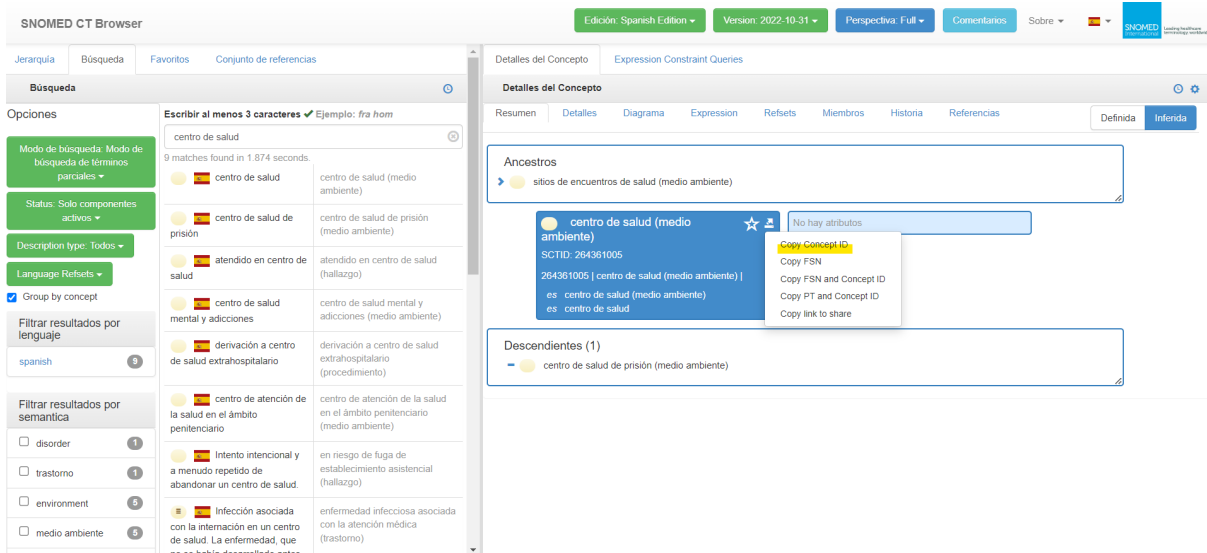 SNOMED CT Browser
Edición: Spanish Edition
Version: 2022-10-31
Perspectiva: Full
Comentarios
Sobre
SNOMED
International
Leading healthcare
terminology, worldwide
Jerarquía
Búsqueda
Favoritos
Conjunto de referencias
Búsqueda
Opciones
Modo de búsqueda: Modo de
búsqueda de términos
parciales
Status: Solo componentes
activos
Description type: Todos
Language Refsets
Group by concept
Filtrar resultados por
lenguaje
spanish 9
Filtrar resultados por
semantica
disorder 1
trastorno 1
environment 5
medio ambiente 5
Escribir al menos 3 caracteres ✔ Ejemplo: fra hom
centro de salud
9 matches found in 1.874 seconds.
centro de salud
centro de salud (medio
ambiente)
centro de salud de
prisión
centro de salud de prisión
(medio ambiente)
atendido en centro de
salud
atendido en centro de salud
(hallazgo)
centro de salud
mental y adicciones
centro de salud mental y
adicciones (medio ambiente)
derivación a centro
de salud extrahospitalario
derivación a centro de salud
extrahospitalario
(procedimiento)
centro de atención de
la salud en el ámbito
penitenciario
centro de atención de la salud
en el ámbito penitenciario
(medio ambiente)
Intento intencional y
a menudo repetido de
abandonar un centro de salud.
en riesgo de fuga de
establecimiento asistencial
(hallazgo)
≡ Infección asociada
con la internación en un centro
de salud. La enfermedad, que
no se había desarrollado antes
enfermedad infecciosa asociada
con la atención médica
(trastorno)
Detalles del Concepto
Expression Constraint Queries
Detalles del Concepto
Resumen
Detalles
Diagrama
Expression
Refsets
Miembros
Historia
Referencias
Definida
Inferida
Ancestros
sitios de encuentros de salud (medio ambiente)
centro de salud (medio
ambiente)
SCTID: 264361005
264361005 | centro de salud (medio ambiente) |
es centro de salud (medio ambiente)
es centro de salud
No hay atributos
Copy Concept ID
Copy FSN
Copy FSN and Concept ID
Copy PT and Concept ID
Copy link to share
Descendientes (1)
centro de salud de prisión (medio ambiente)